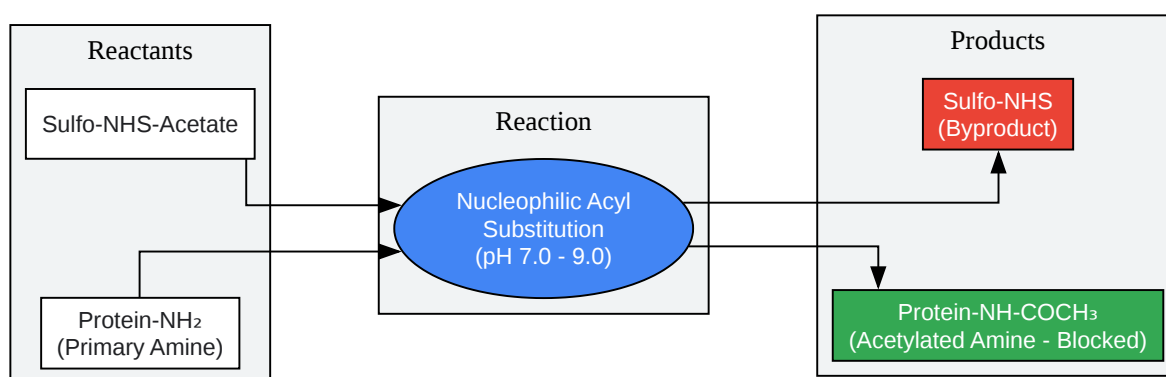 Reactants
Sulfo-NHS-Acetate
Protein-NH₂
(Primary Amine)
Reaction
Nucleophilic Acyl
Substitution
(pH 7.0 - 9.0)
Products
Sulfo-NHS
(Byproduct)
Protein-NH-COCH₃
(Acetylated Amine - Blocked)